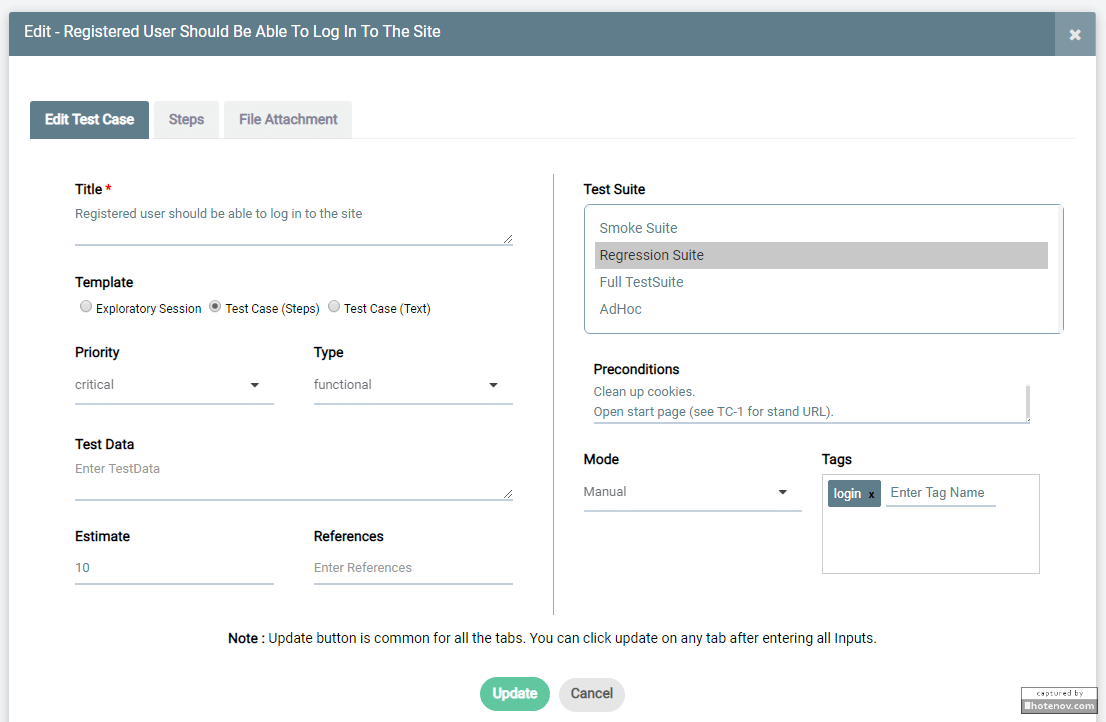 Edit - Registered User Should Be Able To Log In To The Site
×
Edit Test Case
Steps
File Attachment
Title *
Registered user should be able to log in to the site
Template
Exploratory Session
Test Case (Steps)
Test Case (Text)
Priority
Type
critical
functional
Test Data
Enter TestData
Estimate
References
10
Enter References
Test Suite
Smoke Suite
Regression Suite
Full TestSuite
AdHoc
Preconditions
Clean up cookies.
Open start page (see TC-1 for stand URL).
Mode
Tags
Manual
login x
Enter Tag Name
Note : Update button is common for all the tabs. You can click update on any tab after entering all Inputs.
Update
Cancel
captured by
hotenov.com